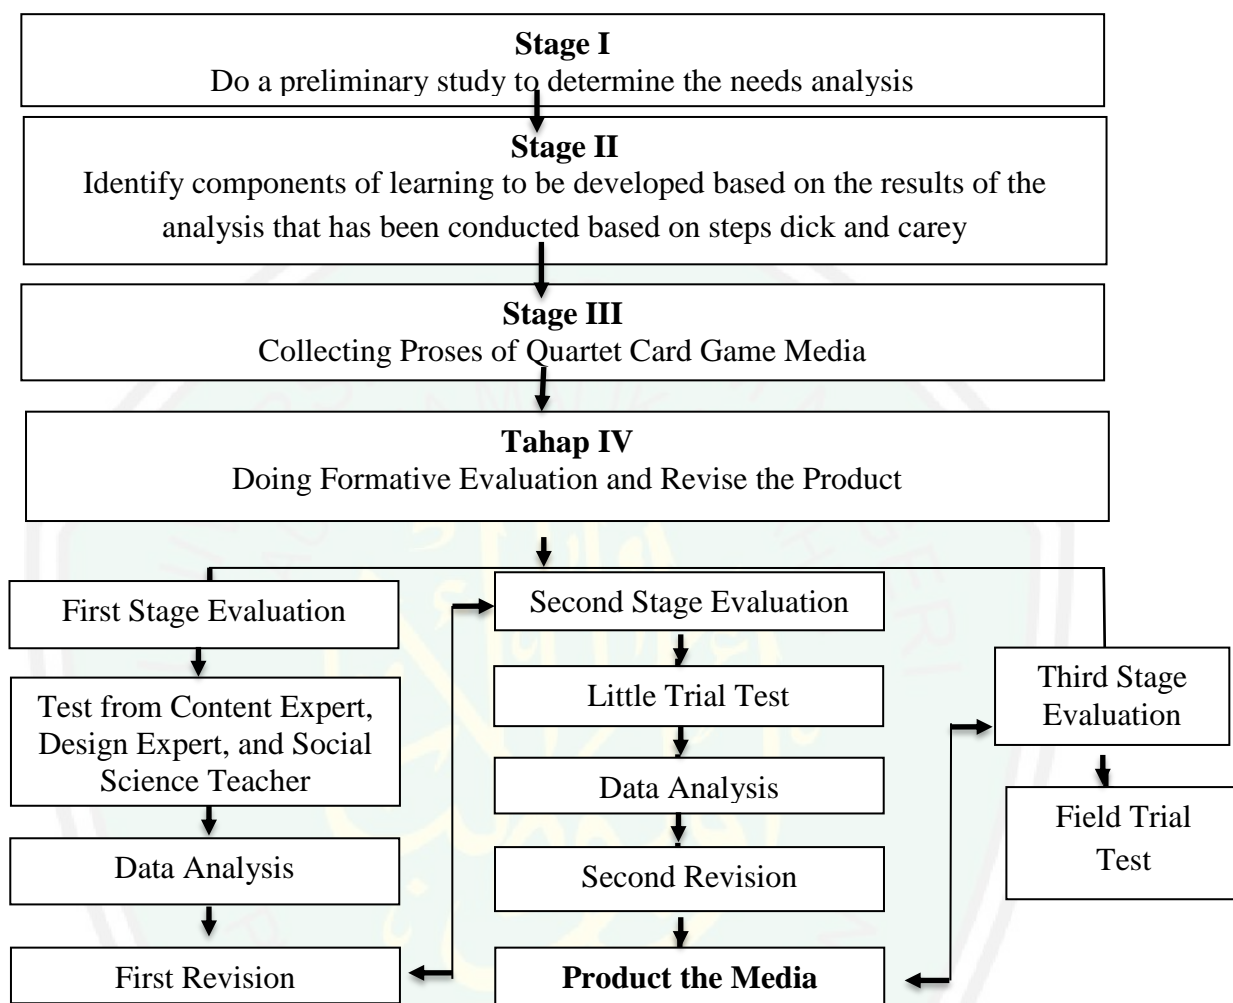 Stage I
Do a preliminary study to determine the needs analysis
Stage II
Identify components of learning to be developed based on the results of the
analysis that has been conducted based on steps dick and carey
Stage III
Collecting Proses of Quartet Card Game Media
Tahap IV
Doing Formative Evaluation and Revise the Product
First Stage Evaluation
Test from Content Expert,
Design Expert, and Social
Science Teacher
Data Analysis
First Revision
Second Stage Evaluation
Little Trial Test
Data Analysis
Second Revision
Product the Media
Third Stage
Evaluation
Field Trial
Test